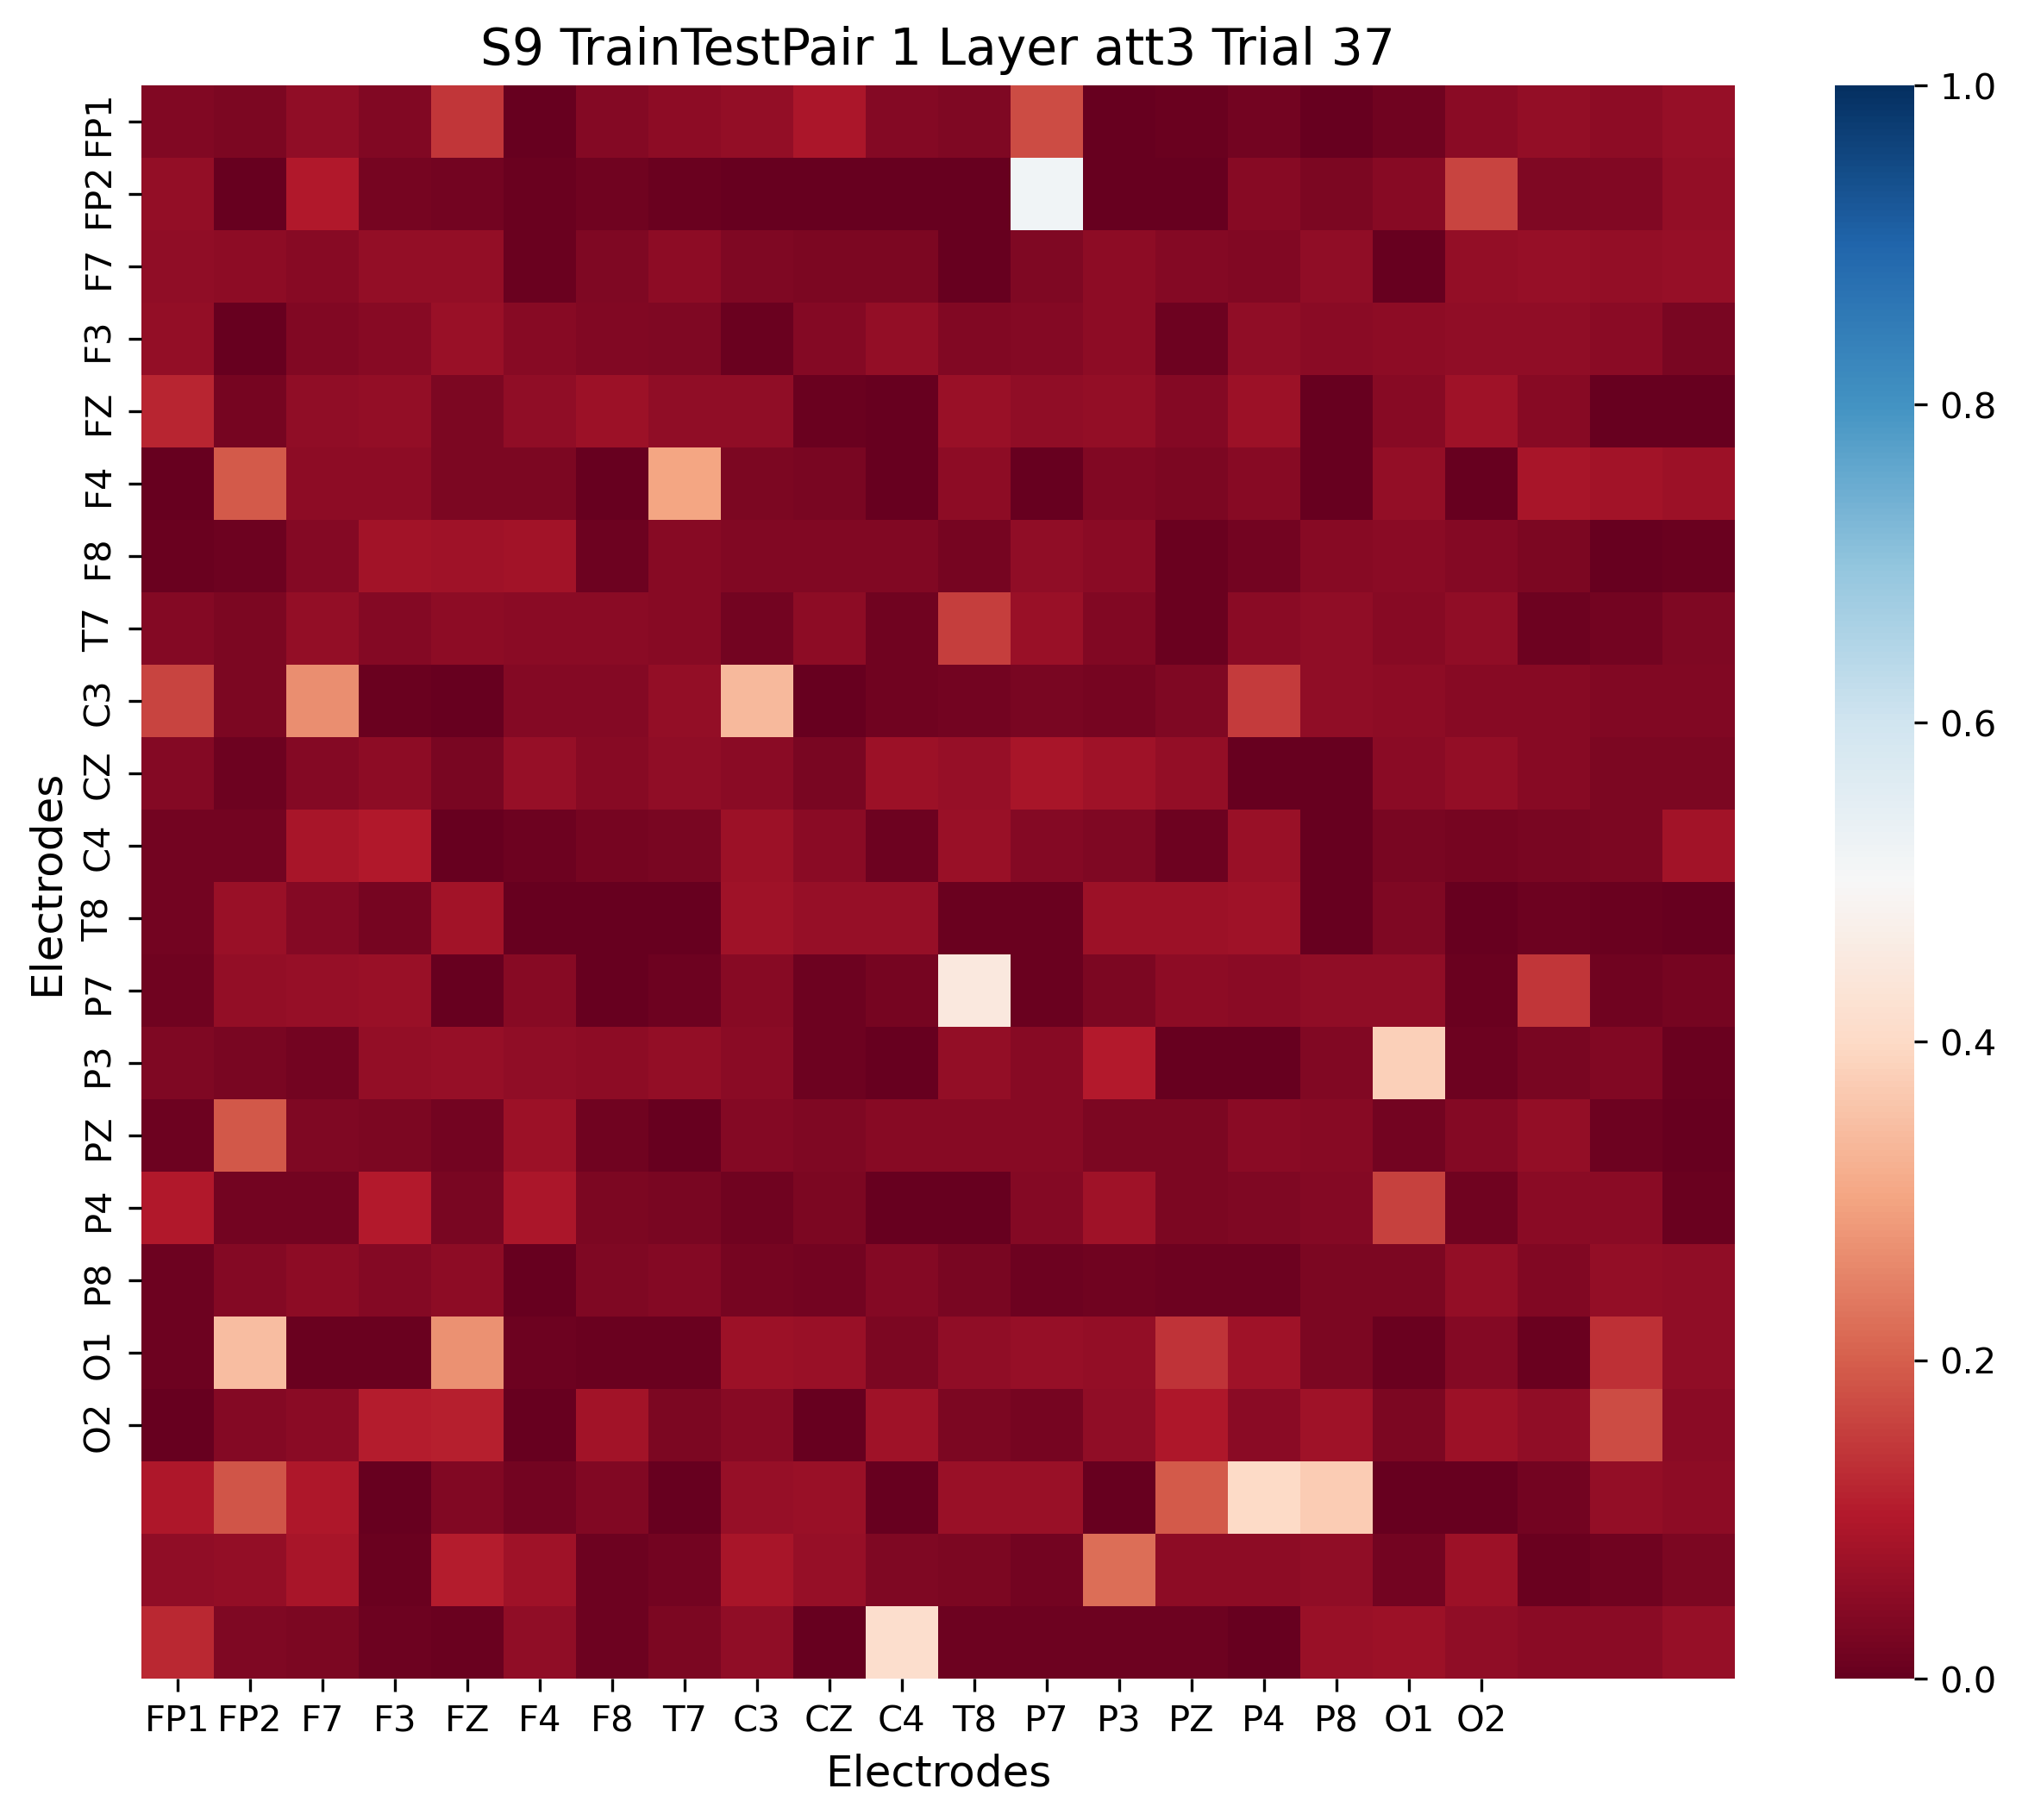 S9 TrainTestPair 1 Layer att3 Trial 37
Electrodes
FP1
FP2
F7
F3
FZ
F4
F8
T7
C3
CZ
C4
T8
P7
P3
PZ
P4
P8
O1
O2
FP1 FP2 F7 F3 FZ F4 F8 T7 C3 CZ C4 T8 P7 P3 PZ P4 P8 O1 O2
Electrodes
1.0
0.8
0.6
0.4
0.2
0.0